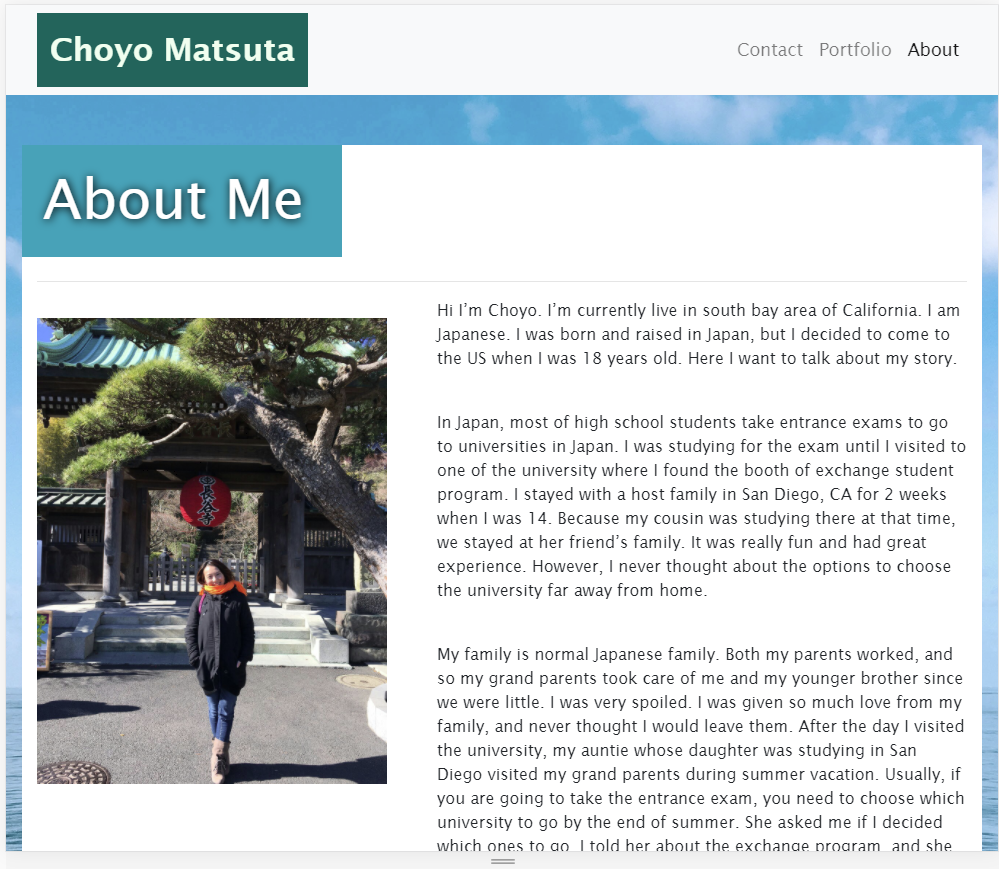 Choyo Matsuta
Contact Portfolio About
About Me
Hi I’m Choyo. I’m currently live in south bay area of California. I am
Japanese. I was born and raised in Japan, but I decided to come to
the US when I was 18 years old. Here I want to talk about my story.
In Japan, most of high school students take entrance exams to go
to universities in Japan. I was studying for the exam until I visited to
one of the university where I found the booth of exchange student
program. I stayed with a host family in San Diego, CA for 2 weeks
when I was 14. Because my cousin was studying there at that time,
we stayed at her friend’s family. It was really fun and had great
experience. However, I never thought about the options to choose
the university far away from home.
長谷寺
My family is normal Japanese family. Both my parents worked, and
so my grand parents took care of me and my younger brother since
we were little. I was very spoiled. I was given so much love from my
family, and never thought I would leave them. After the day I visited
the university, my auntie whose daughter was studying in San
Diego visited my grand parents during summer vacation. Usually, if
you are going to take the entrance exam, you need to choose which
university to go by the end of summer. She asked me if I decided
which ones to go. I told her about the exchange program, and she